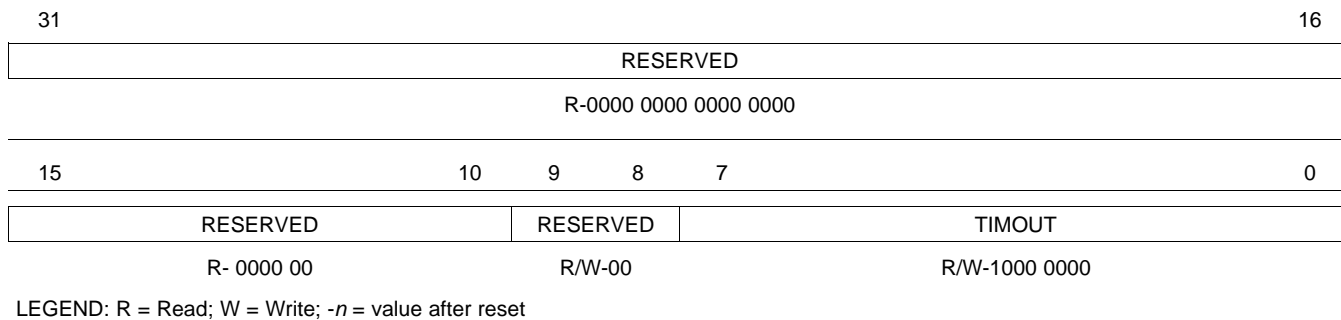 31 16
RESERVED
R-0000 0000 0000 0000
15 10 9 8 7 0
RESERVED RESERVED TIMOUT
R- 0000 00 R/W-00 R/W-1000 0000
LEGEND: R = Read; W = Write; -n = value after reset